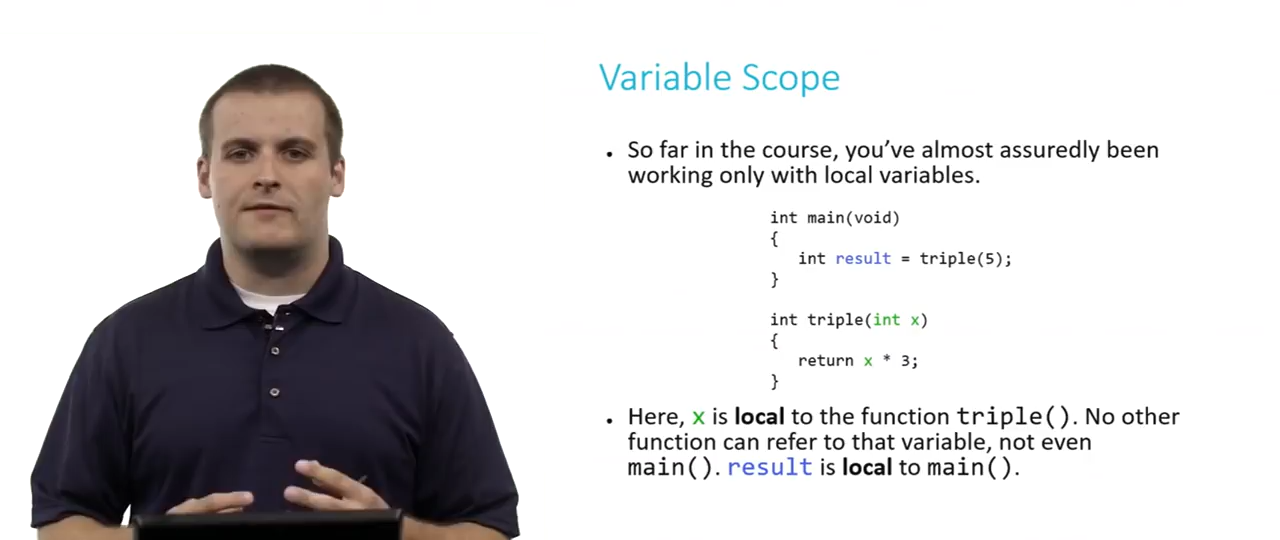 Variable Scope
• So far in the course, you’ve almost assuredly been
working only with local variables.
int main(void)
{
int result = triple(5);
}
int triple(int x)
{
return x * 3;
}
• Here, x is local to the function triple(). No other
function can refer to that variable, not even
main(). result is local to main().